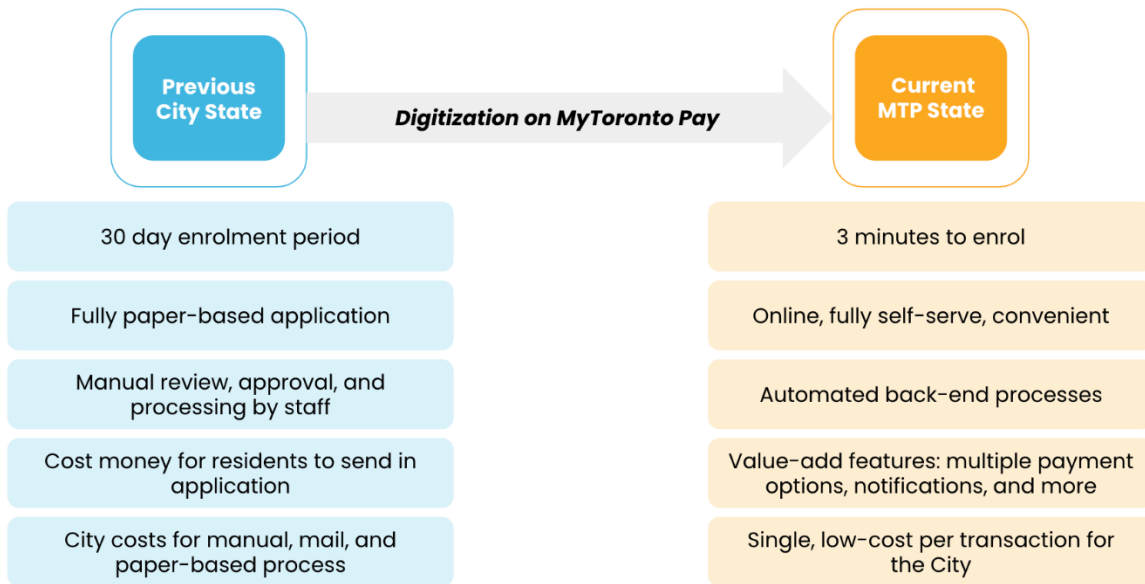 Previous
City State
Digitization on MyToronto Pay
Current
MTP State
30 day enrolment period
3 minutes to enrol
Fully paper-based application
Online, fully self-serve, convenient
Manual review, approval, and
processing by staff
Automated back-end processes
Cost money for residents to send in
application
Value-add features: multiple payment
options, notifications, and more
City costs for manual, mail, and
paper-based process
Single, low-cost per transaction for
the City